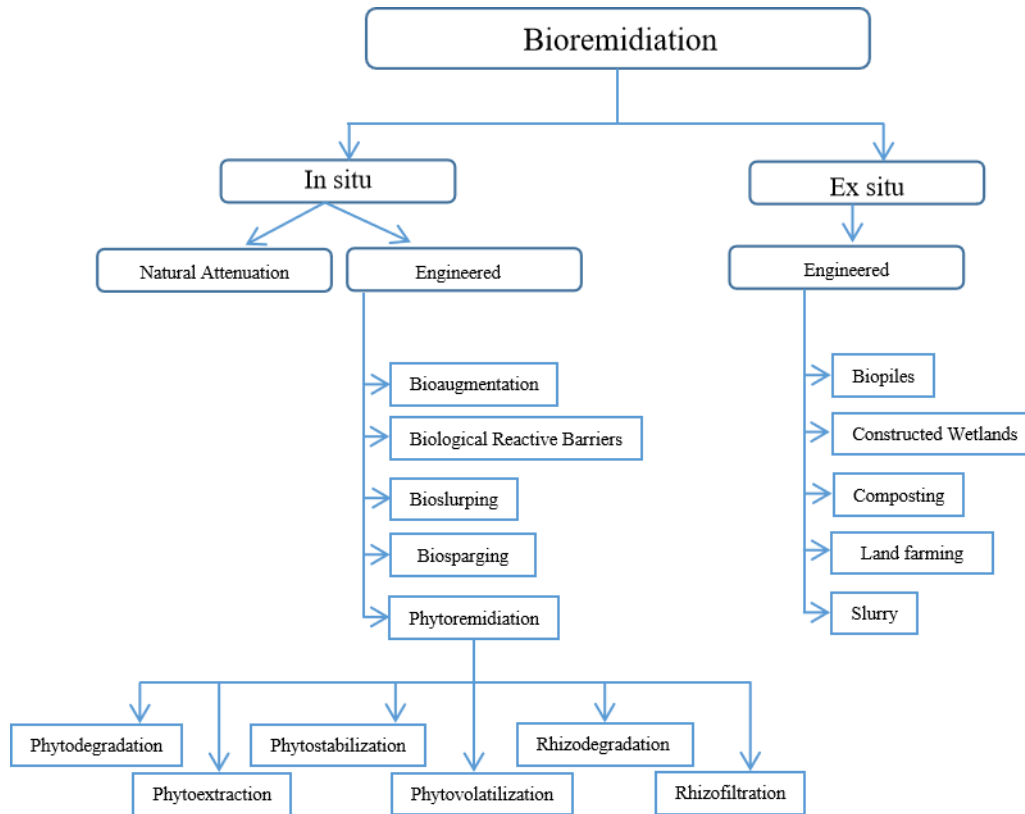 Bioremidiation
In situ
Ex situ
Natural Attenuation
Engineered
Engineered
Bioaugmentation
Biological Reactive Barriers
Bioslurping
Biosparging
Phytoremidiation
Biopiles
Constructed Wetlands
Composting
Land farming
Slurry
Phytodegradation
Phytostabilization
Rhizodegradation
Phytoextraction
Phytovolatilization
Rhizofiltration